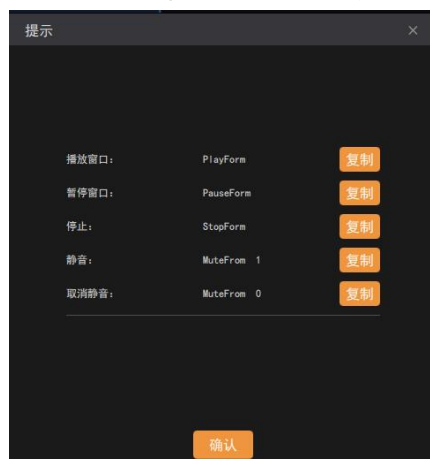 提示
播放窗口： PlayForm 复制
暂停窗口： PauseForm 复制
停止： StopForm 复制
静音： MuteFrom 1 复制
取消静音： MuteFrom 0 复制
确认